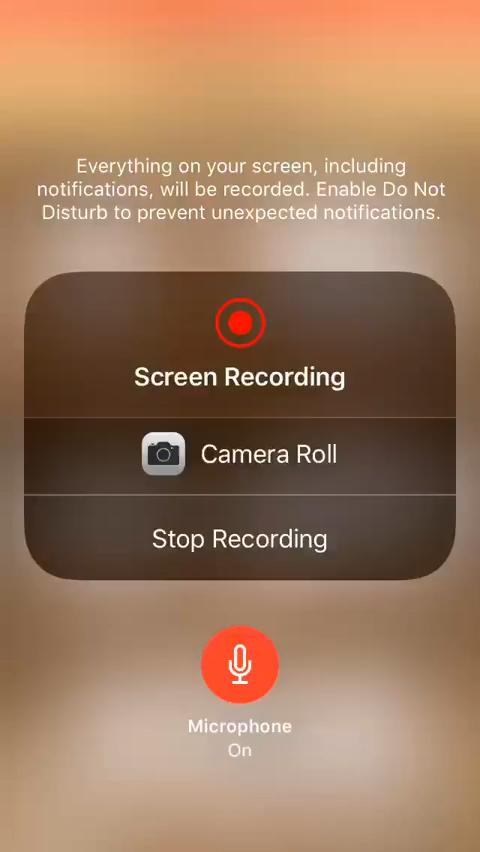 Everything on your screen, including
notifications, will be recorded. Enable Do Not
Disturb to prevent unexpected notifications.
Screen Recording
Camera Roll
Stop Recording
Microphone
On